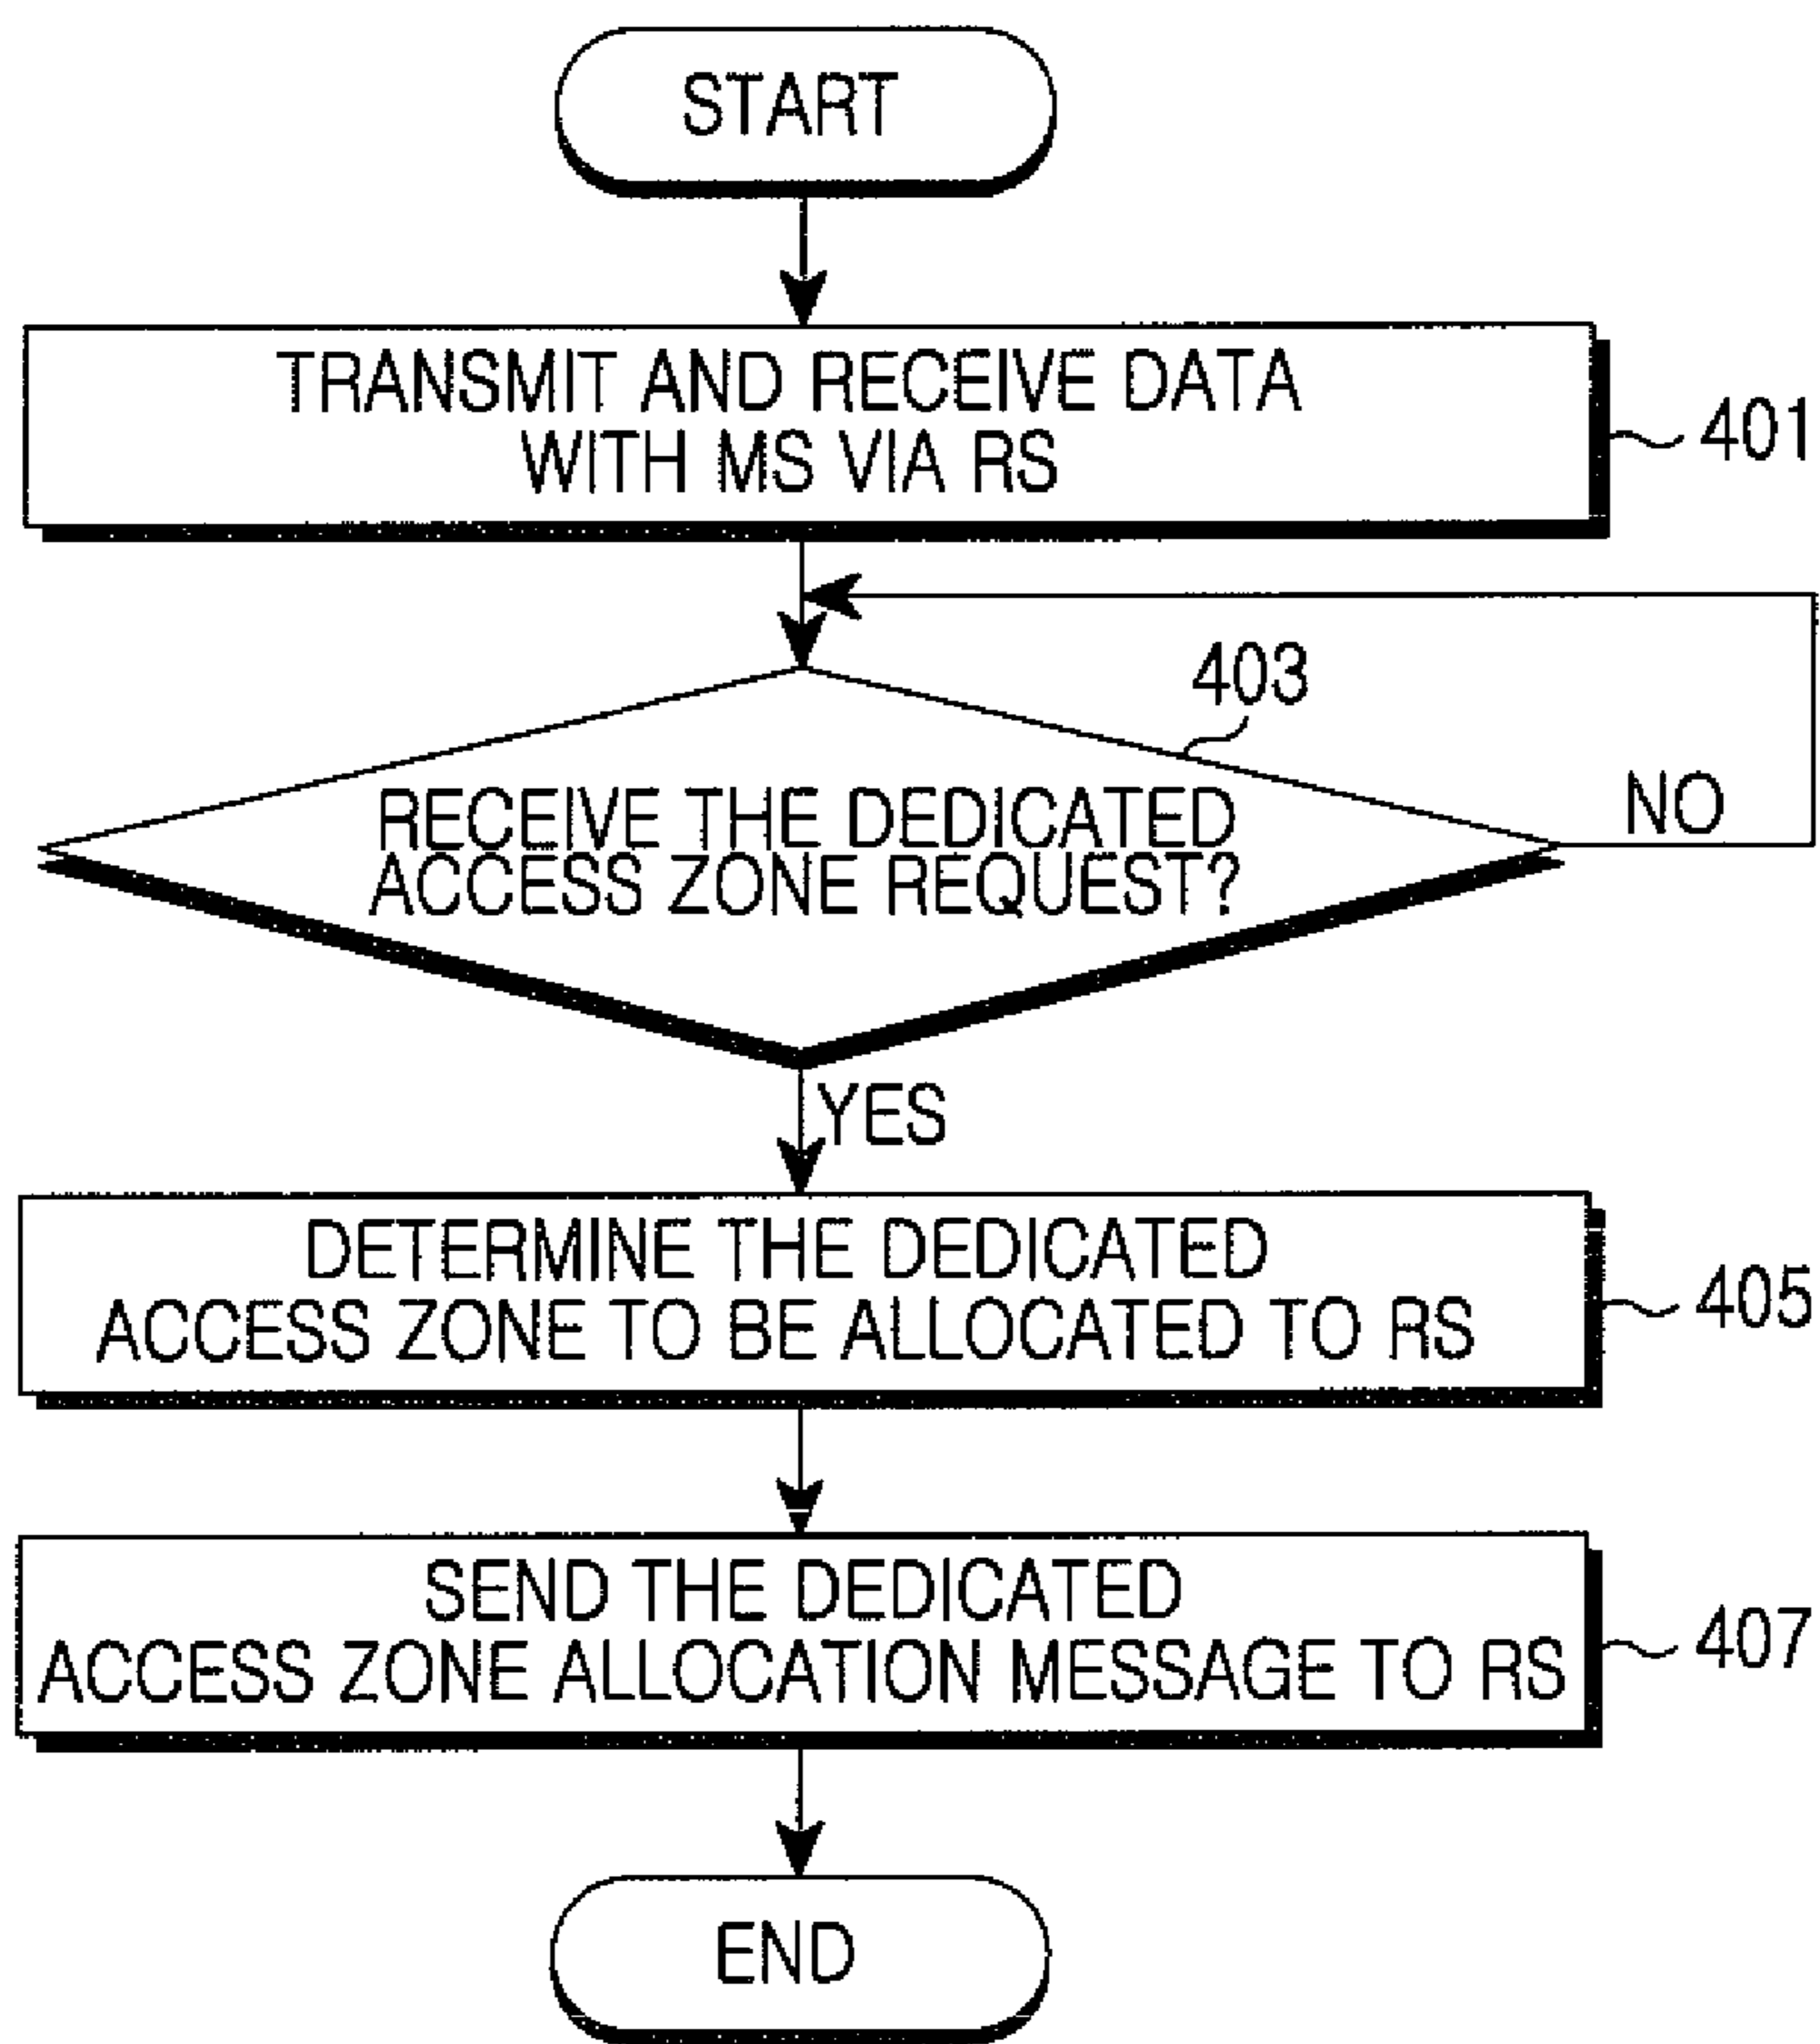 START
TRANSMIT AND RECEIVE DATA
WITH MS VIA RS
401
403
RECEIVE THE DEDICATED
ACCESS ZONE REQUEST?
NO
YES
DETERMINE THE DEDICATED
ACCESS ZONE TO BE ALLOCATED TO RS
405
SEND THE DEDICATED
ACCESS ZONE ALLOCATION MESSAGE TO RS
407
END